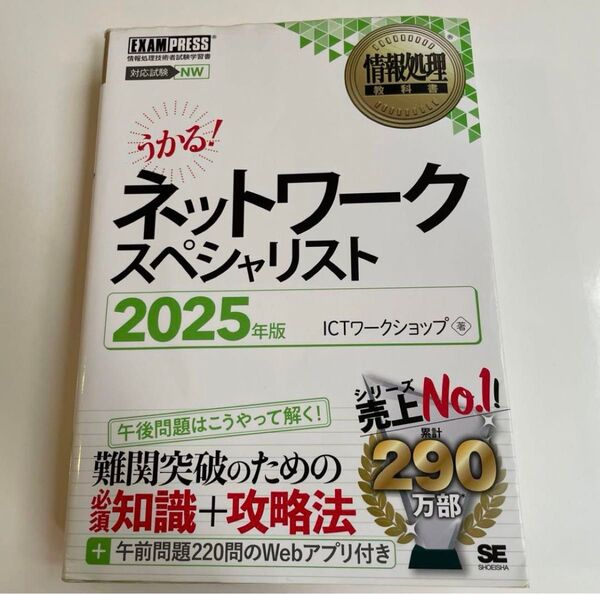 EXAMPRESS®
情報処理技術者試験学習書
対応試験 NW
情報処理
教科書
うかる！
ネットワーク
スペシャリスト
2025年版
ICTワークショップ 著
午後問題はこうやって解く！
難関突破のための
必須知識＋攻略法
＋午前問題220問のWebアプリ付き
シリーズ
売上No.1!
累計
290
万部*
SE
SHOEISHA